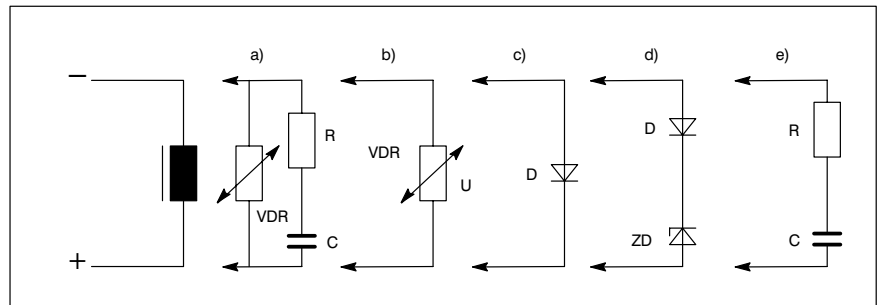 a) b) c) d) e)
−
R D R
VDR
U D
VDR
C ZD C
+